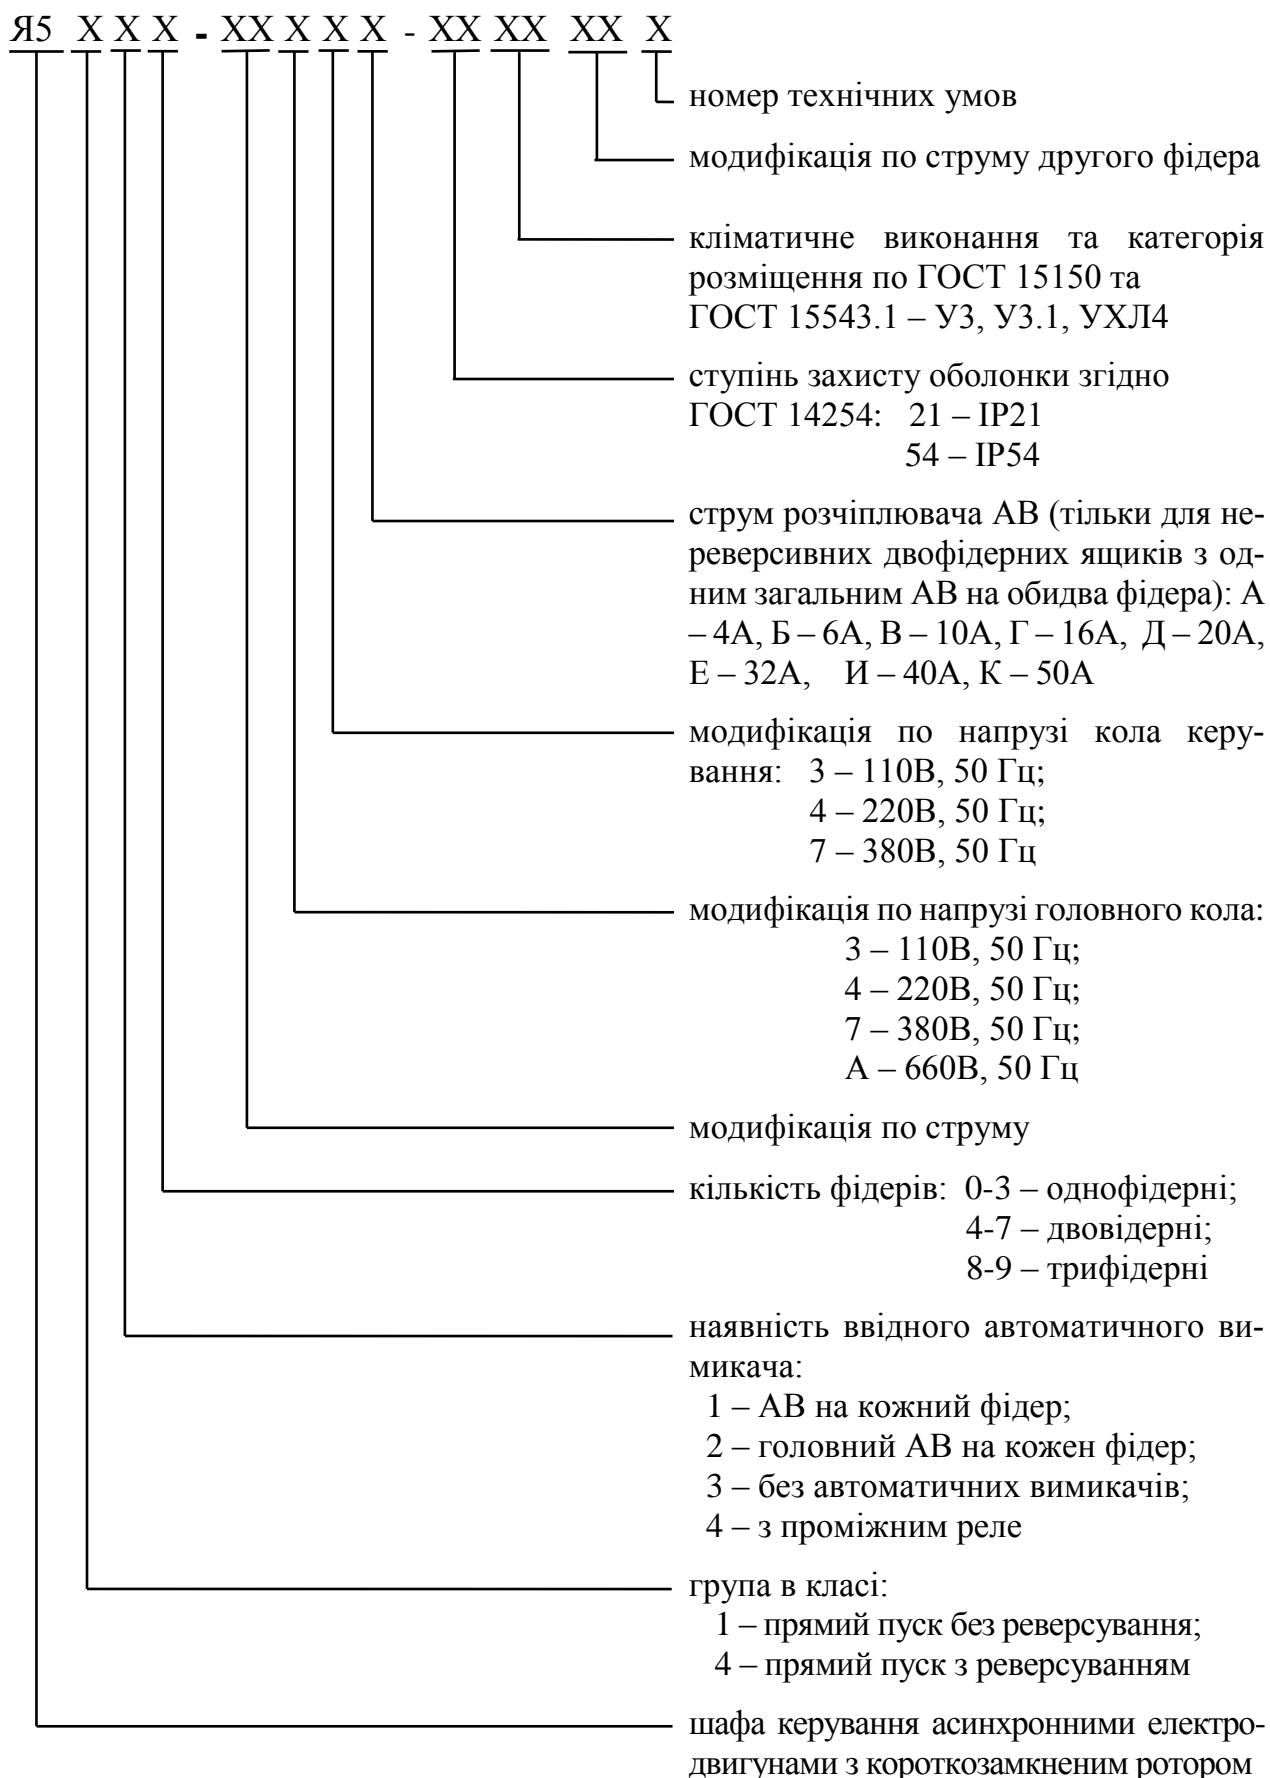 Я5 Х Х Х - ХХ Х Х Х - ХХ ХХ ХХ Х
номер технічних умов
модифікація по струму другого фідера
кліматичне виконання та категорія
розміщення по ГОСТ 15150 та
ГОСТ 15543.1 – У3, У3.1, УХЛ4
ступінь захисту оболонки згідно
ГОСТ 14254: 21 – IP21
54 – IP54
струм розчіплювача АВ (тільки для не-
реверсивних двофідерних ящиків з од-
ним загальним АВ на обидва фідера): А
– 4А, Б – 6А, В – 10А, Г – 16А, Д – 20А,
Е – 32А, И – 40А, К – 50А
модифікація по напрузі кола керу-
вання: 3 – 110В, 50 Гц;
4 – 220В, 50 Гц;
7 – 380В, 50 Гц
модифікація по напрузі головного кола:
3 – 110В, 50 Гц;
4 – 220В, 50 Гц;
7 – 380В, 50 Гц;
А – 660В, 50 Гц
модифікація по струму
кількість фідерів: 0-3 – однофідерні;
4-7 – двовідерні;
8-9 – трифідерні
наявність ввідного автоматичного ви-
микача:
1 – АВ на кожний фідер;
2 – головний АВ на кожен фідер;
3 – без автоматичних вимикачів;
4 – з проміжним реле
група в класі:
1 – прямий пуск без реверсування;
4 – прямий пуск з реверсуванням
шафа керування асинхронними електро-
двигунами з короткозамкненим ротором